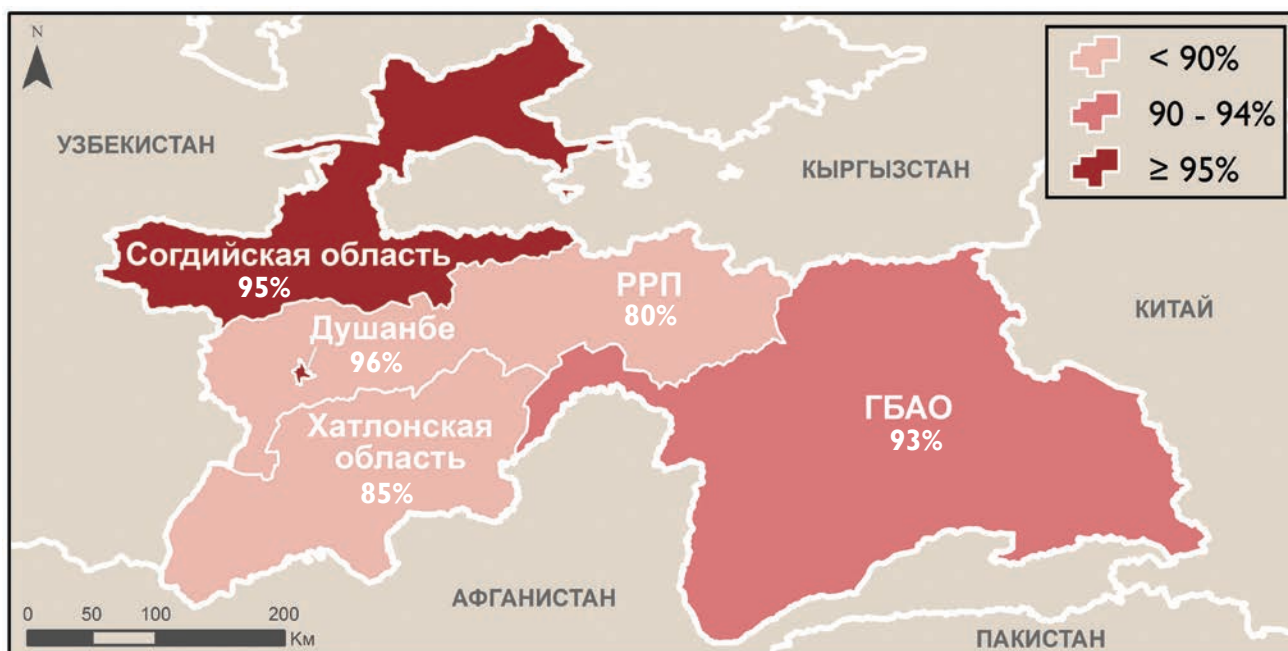 N
< 90%
90 - 94%
≥ 95%
УЗБЕКИСТАН
КЫРГЫЗСТАН
Согдийская область
95%
РРП
80%
КИТАЙ
Душанбе
96%
ГБАО
93%
Хатлонская
область
85%
АФГАНИСТАН
ПАКИСТАН
0 50 100 200
Км